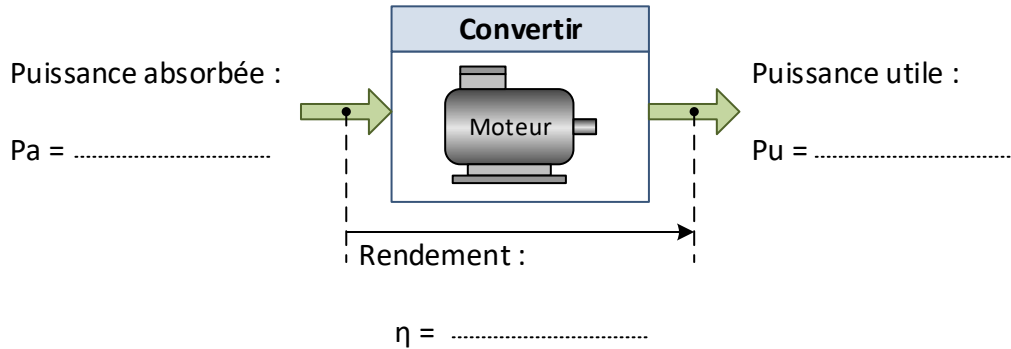 Convertir
Puissance absorbée :
Puissance utile :
Moteur
Pa = ..............................
Pu = ..............................
Rendement :
η = ..............................